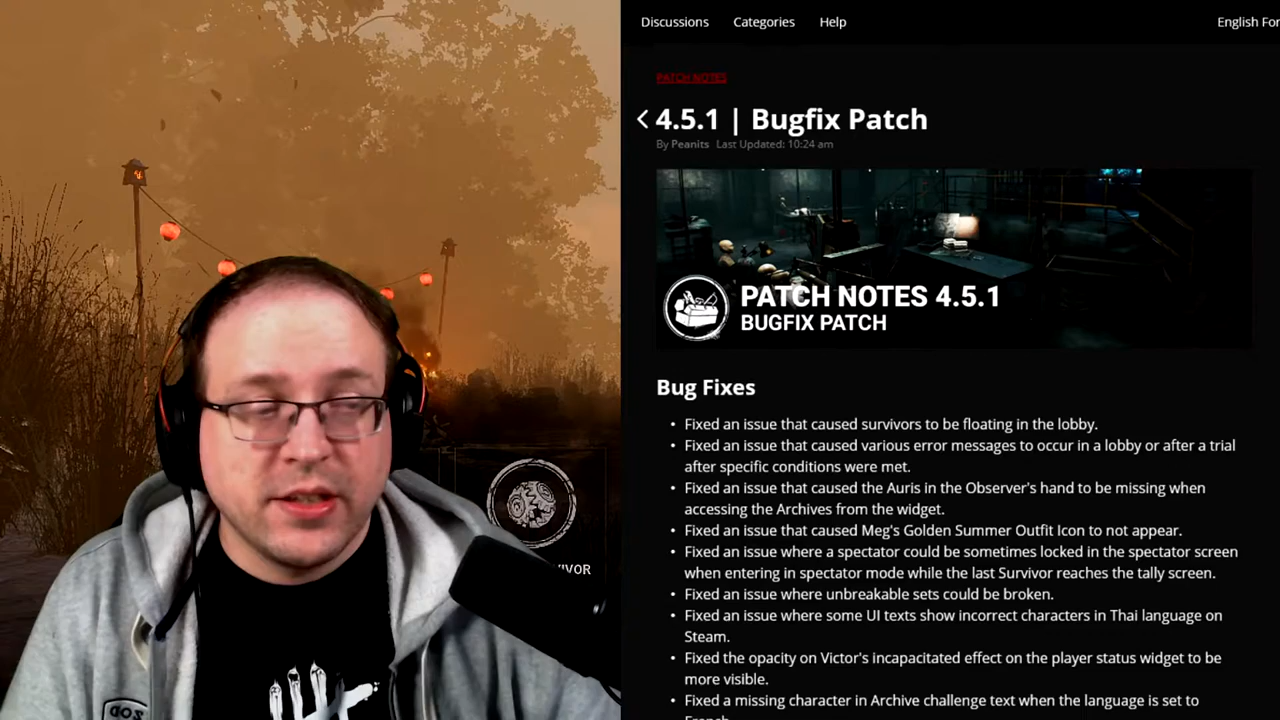 Discussions Categories Help English For
PATCH NOTES
4.5.1 | Bugfix Patch
By Peanits Last Updated: 10:24 am
PATCH NOTES 4.5.1
BUGFIX PATCH
Bug Fixes
• Fixed an issue that caused survivors to be floating in the lobby.
• Fixed an issue that caused various error messages to occur in a lobby or after a trial
after specific conditions were met.
• Fixed an issue that caused the Auris in the Observer's hand to be missing when
accessing the Archives from the widget.
• Fixed an issue that caused Meg's Golden Summer Outfit Icon to not appear.
• Fixed an issue where a spectator could be sometimes locked in the spectator screen
when entering in spectator mode while the last Survivor reaches the tally screen.
• Fixed an issue where unbreakable sets could be broken.
• Fixed an issue where some UI texts show incorrect characters in Thai language on
Steam.
• Fixed the opacity on Victor's incapacitated effect on the player status widget to be
more visible.
• Fixed a missing character in Archive challenge text when the language is set to
French.
VIVOR